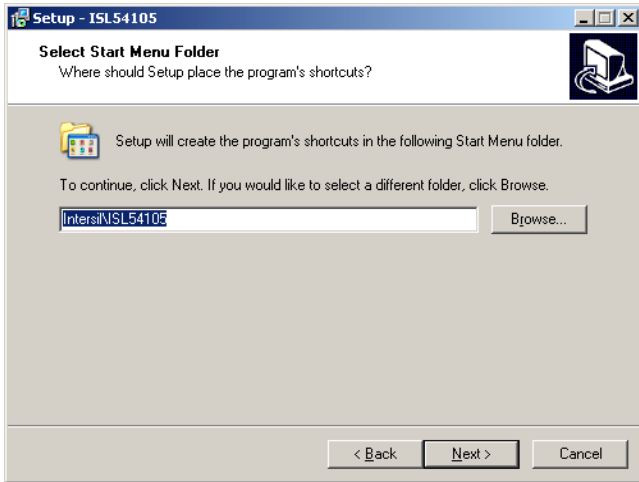 Setup - ISL54105
Select Start Menu Folder
Where should Setup place the program's shortcuts?
Setup will create the program's shortcuts in the following Start Menu folder.
To continue, click Next. If you would like to select a different folder, click Browse.
Intersil\ISL54105
Browse...
< Back
Next >
Cancel